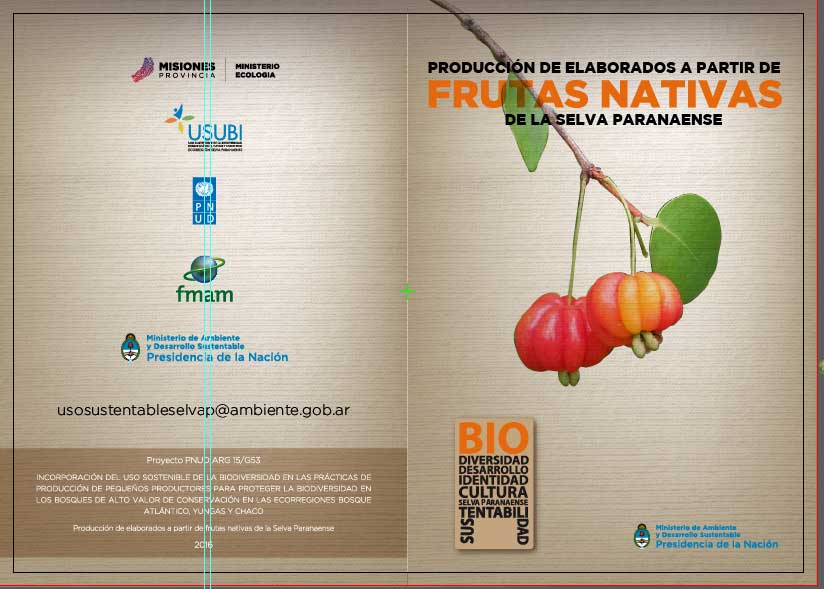 MISIONES
PROVINCIA
MINISTERIO
ECOLOGIA
USUBI
ECORREGIÓN SELVA PARANAENSE
P N
U D
fmam
Ministerio de Ambiente
y Desarrollo Sustentable
Presidencia de la Nación
usosustentableselvap@ambiente.gob.ar
Proyecto PNUD ARG 15/G53
INCORPORACIÓN DEL USO SOSTENIBLE DE LA BIODIVERSIDAD EN LAS PRÁCTICAS DE
PRODUCCIÓN DE PEQUEÑOS PRODUCTORES PARA PROTEGER LA BIODIVERSIDAD EN
LOS BOSQUES DE ALTO VALOR DE CONSERVACIÓN EN LAS ECORREGIONES BOSQUE
ATLÁNTICO, YUNGAS Y CHACO
Producción de elaborados a partir de frutas nativas de la Selva Paranaense
2016
PRODUCCIÓN DE ELABORADOS A PARTIR DE
FRUTAS NATIVAS
DE LA SELVA PARANAENSE
BIO
DIVERSIDAD
DESARROLLO
IDENTIDAD
CULTURA
SELVA PARANAENSE
SUSTENTABILIDAD
Ministerio de Ambiente
y Desarrollo Sustentable
Presidencia de la Nación